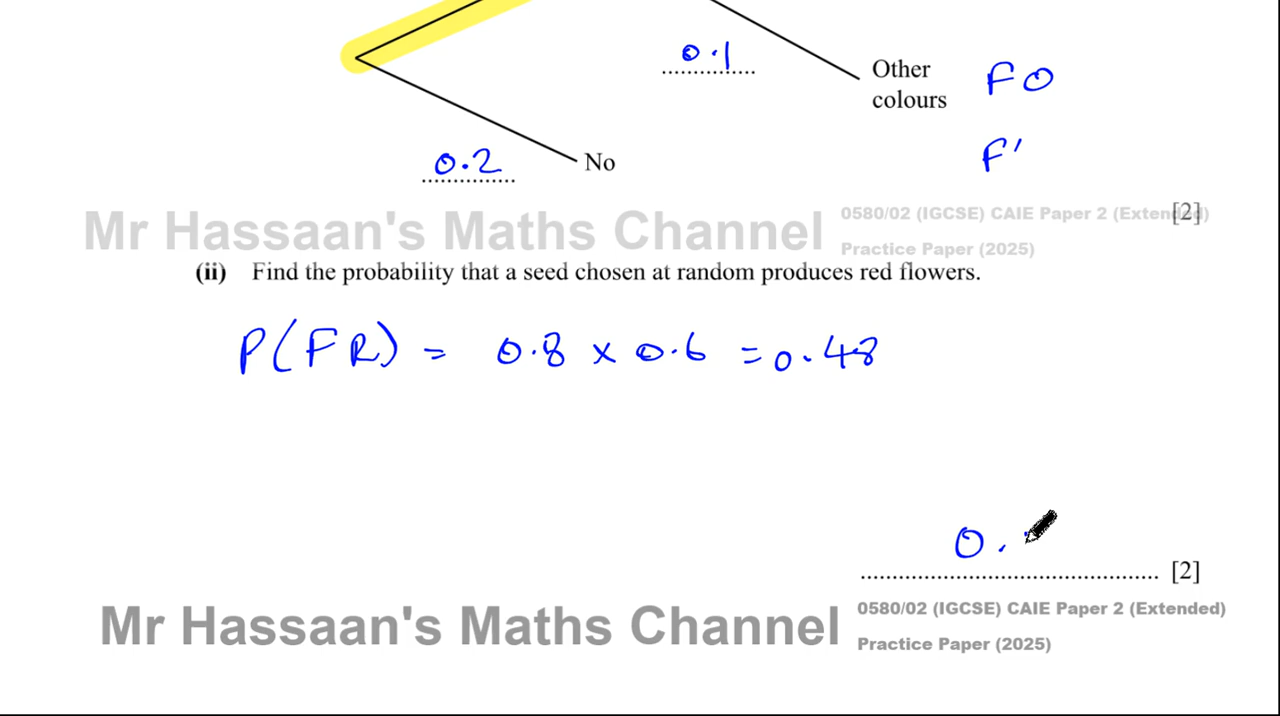 0.1
Other
colours
FO
F'
0.2
No
[2]
Mr Hassaan's Maths Channel
0580/02 (IGCSE) CAIE Paper 2 (Extended)
Practice Paper (2025)
(ii) Find the probability that a seed chosen at random produces red flowers.
P(FR) = 0.8 x 0.6 = 0.48
0.
[2]
Mr Hassaan's Maths Channel
0580/02 (IGCSE) CAIE Paper 2 (Extended)
Practice Paper (2025)